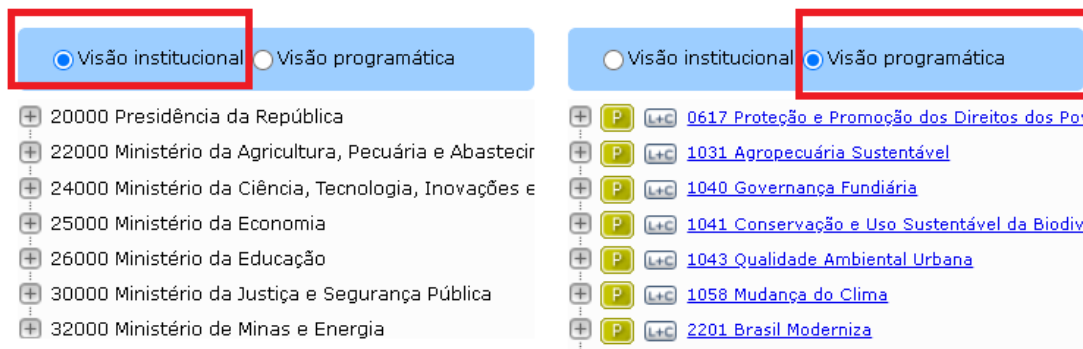 Visão institucional Visão programática
20000 Presidência da República
22000 Ministério da Agricultura, Pecuária e
24000 Ministério da Ciência, Tecnologia, Inovações e
25000 Ministério da Economia
26000 Ministério da Educação
30000 Ministério da Justiça e Segurança Pública
32000 Ministério de Minas e Energia
Visão institucional Visão programática
P L+C 0617 Proteção e Promoção dos Direitos dos
P L+C 1031 Agropecuária Sustentável
P L+C 1040 Governança Fundiária
P L+C 1041 Conservação e Uso Sustentável da
P L+C 1043 Qualidade Ambiental Urbana
P L+C 1058 Mudança do Clima
P L+C 2201 Brasil Moderniza